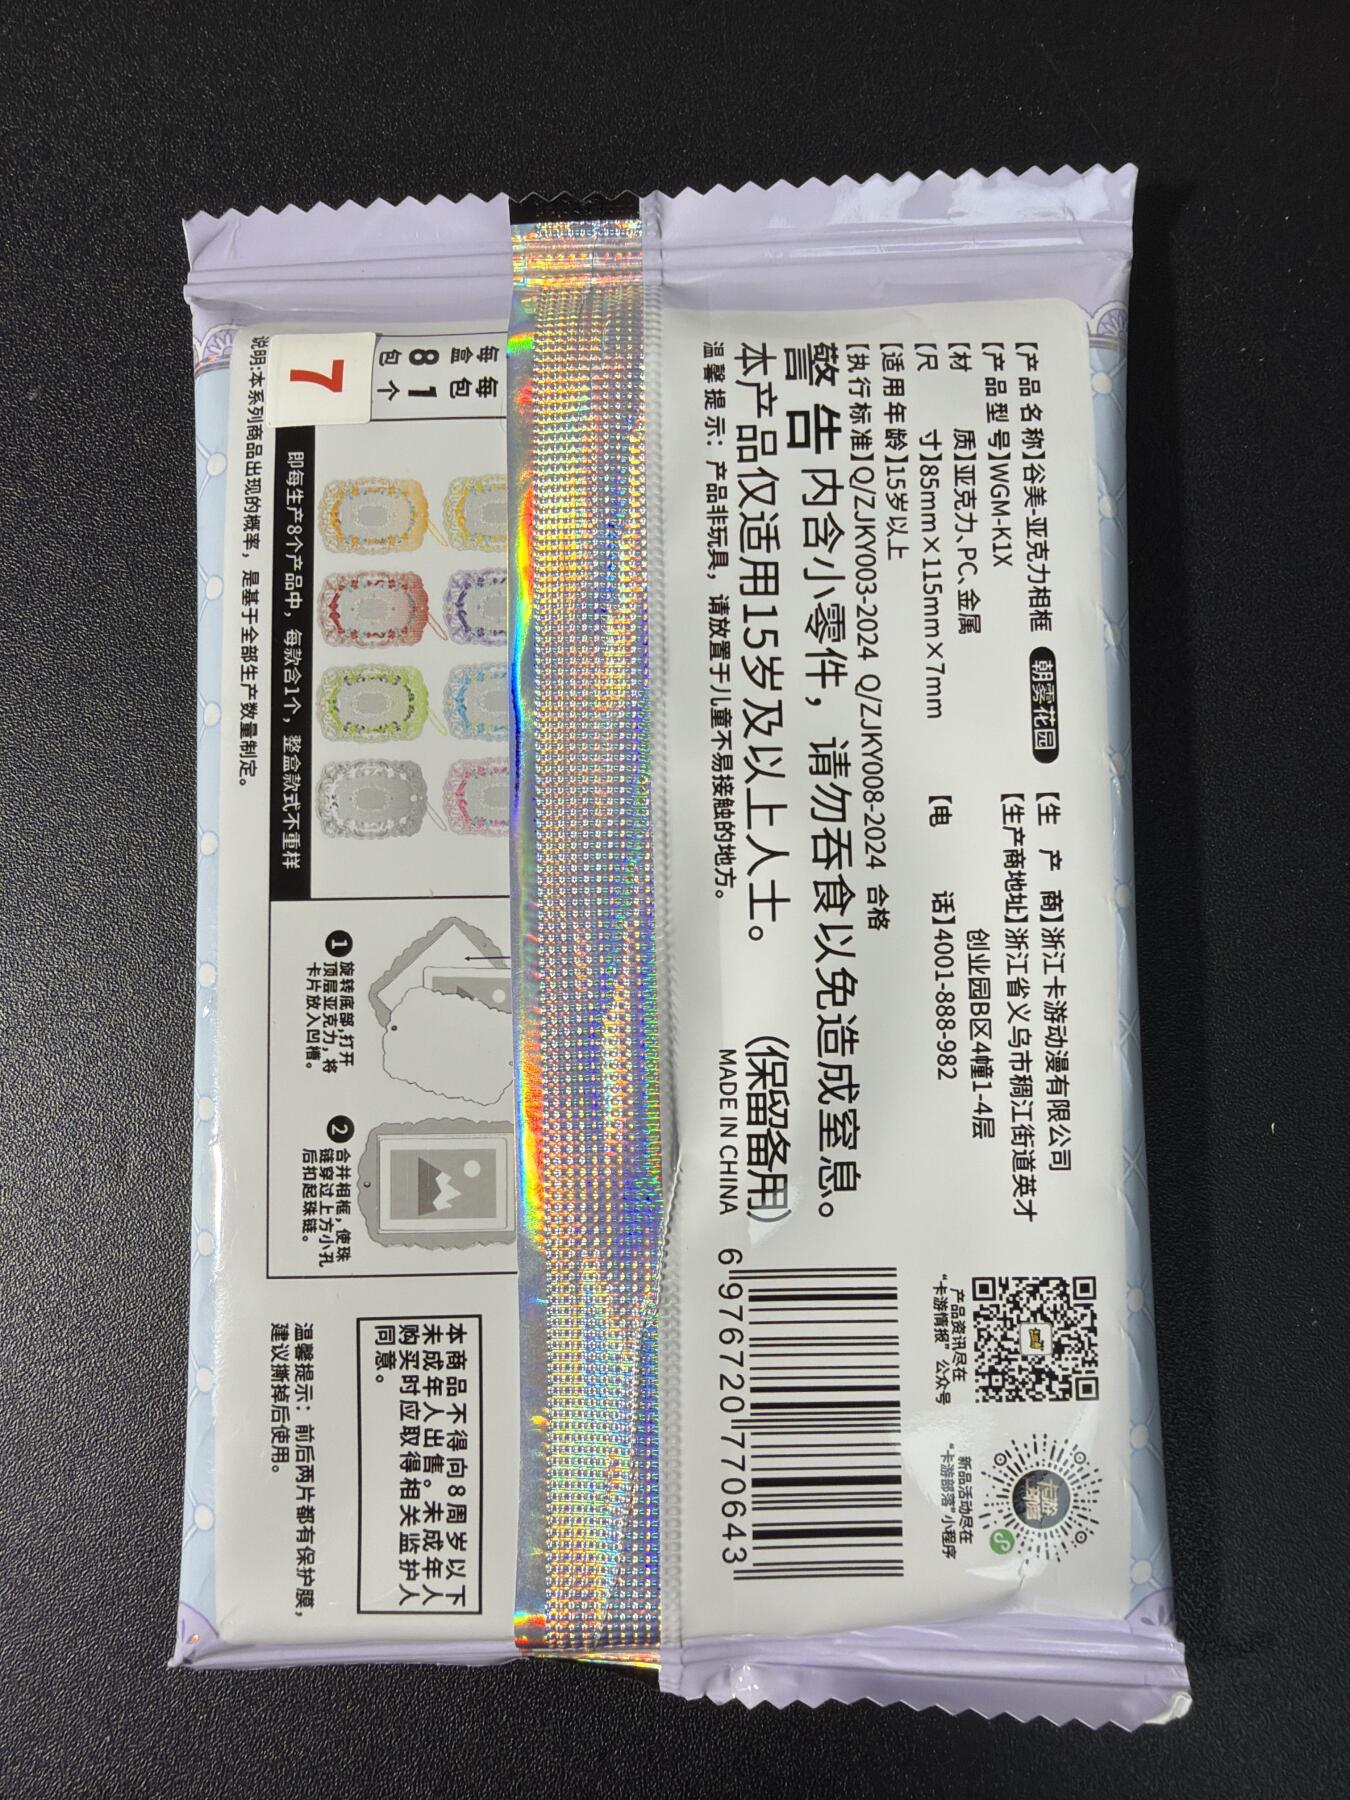 【产品名称】谷美-亚克力相框 朝雾花园
【产品型号】WGM-K1X
【材 质】亚克力、PC、金属
【尺 寸】85mm×115mm×7mm
【适用年龄】15岁以上
【执行标准】Q/ZJKY003-2024 Q/ZJKY008-2024 合格
【生 产 商】浙江卡游动漫有限公司
【生产商地址】浙江省义乌市稠江街道英才
创业园B区4幢1-4层
【电 话】4001-888-982
警告 内含小零件，请勿吞食以免造成窒息。
本产品仅适用15岁及以上人士。 (保留备用)
温馨提示：产品非玩具，请放置于儿童不易接触的地方。
MADE IN CHINA
产品资讯尽在
“卡游情报”公众号
新品活动尽在
“卡游部落”小程序
6 976720 770643
每包 1 个
每盒 8 包
7
即每生产8个产品中，每款含1个，整盒款式不重样
说明:本系列商品出现的概率，是基于全部生产数量制定。
1 旋转底部,打开
顶层亚克力,将
卡片放入凹槽。
2 合并相框,使珠
链穿过上方小孔
后扣起珠链。
本商品不得向8周岁以下
未成年人出售。未成年人
购买时应取得相关监护人
同意。
温馨提示：前后两片都有保护膜，
建议撕掉后使用。